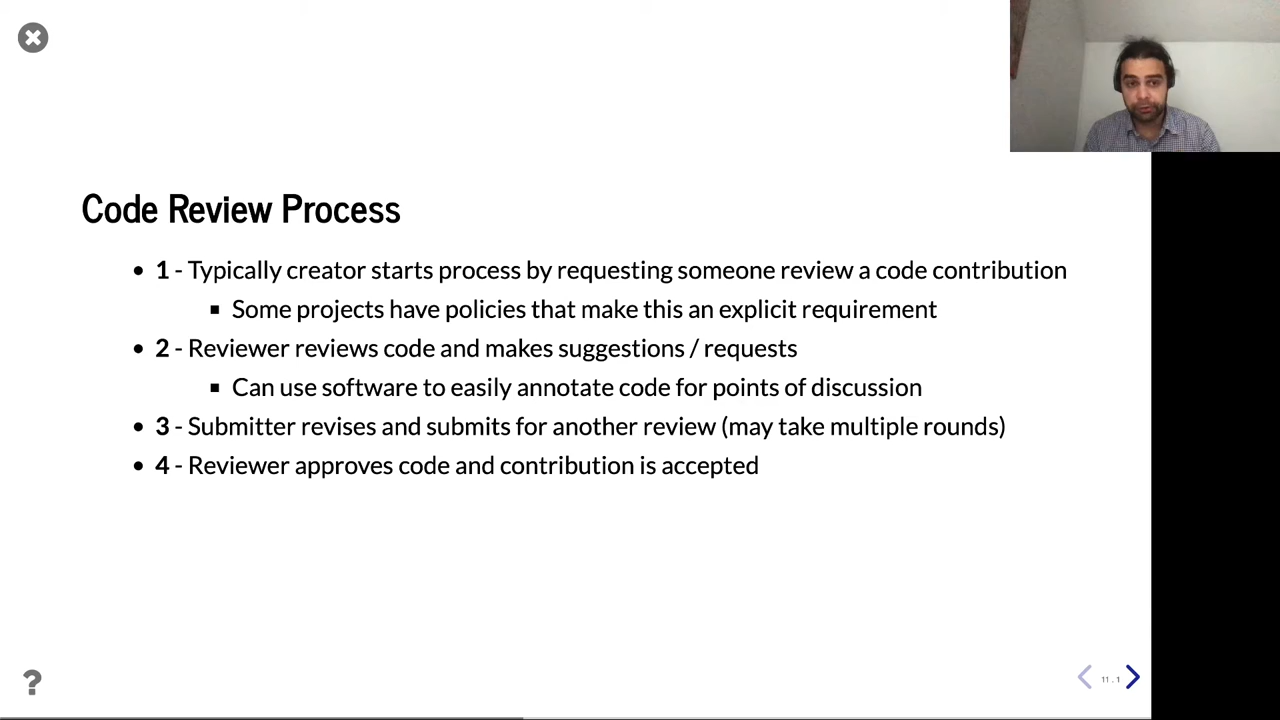 Code Review Process
1 - Typically creator starts process by requesting someone review a code contribution
Some projects have policies that make this an explicit requirement
2 - Reviewer reviews code and makes suggestions / requests
Can use software to easily annotate code for points of discussion
3 - Submitter revises and submits for another review (may take multiple rounds)
4 - Reviewer approves code and contribution is accepted
?
11 . 1